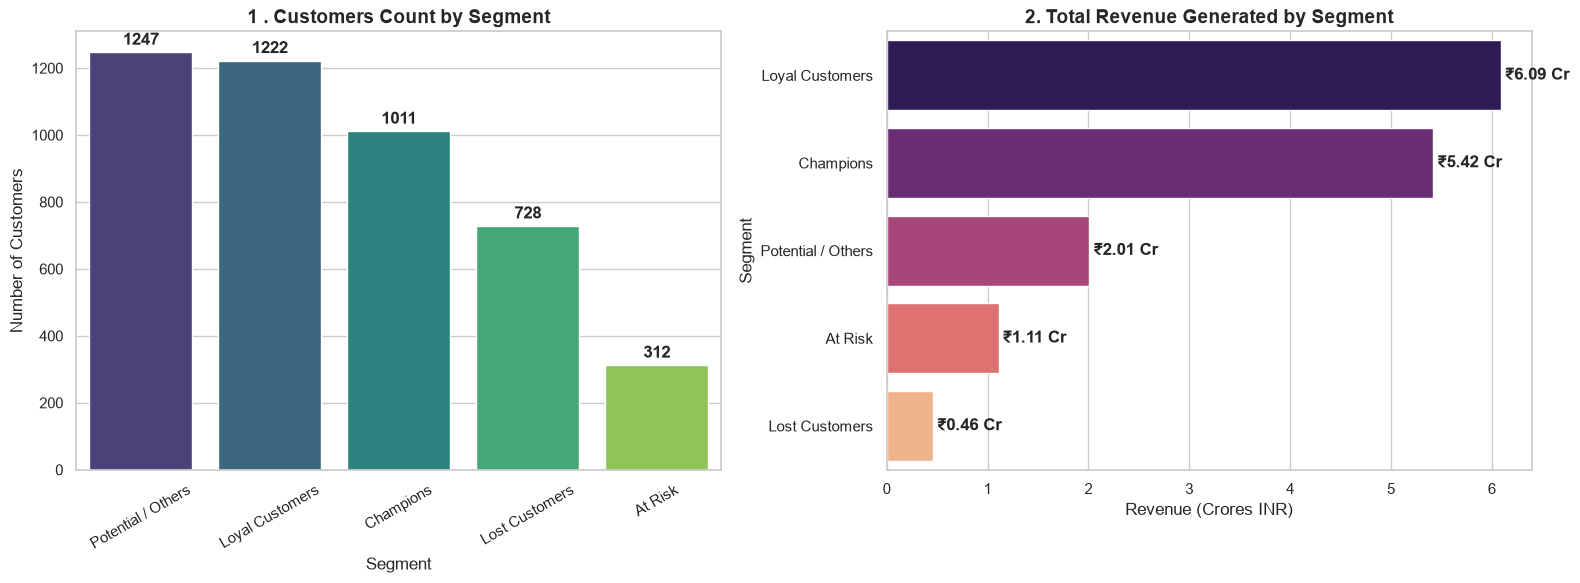 1 . Customers Count by Segment
Number of Customers
1200
1000
800
600
400
200
0
1247
1222
1011
728
312
Potential / Others
Loyal Customers
Champions
Lost Customers
At Risk
Segment
2. Total Revenue Generated by Segment
Segment
Loyal Customers
₹6.09 Cr
Champions
₹5.42 Cr
Potential / Others
₹2.01 Cr
At Risk
₹1.11 Cr
Lost Customers
₹0.46 Cr
0 1 2 3 4 5 6
Revenue (Crores INR)